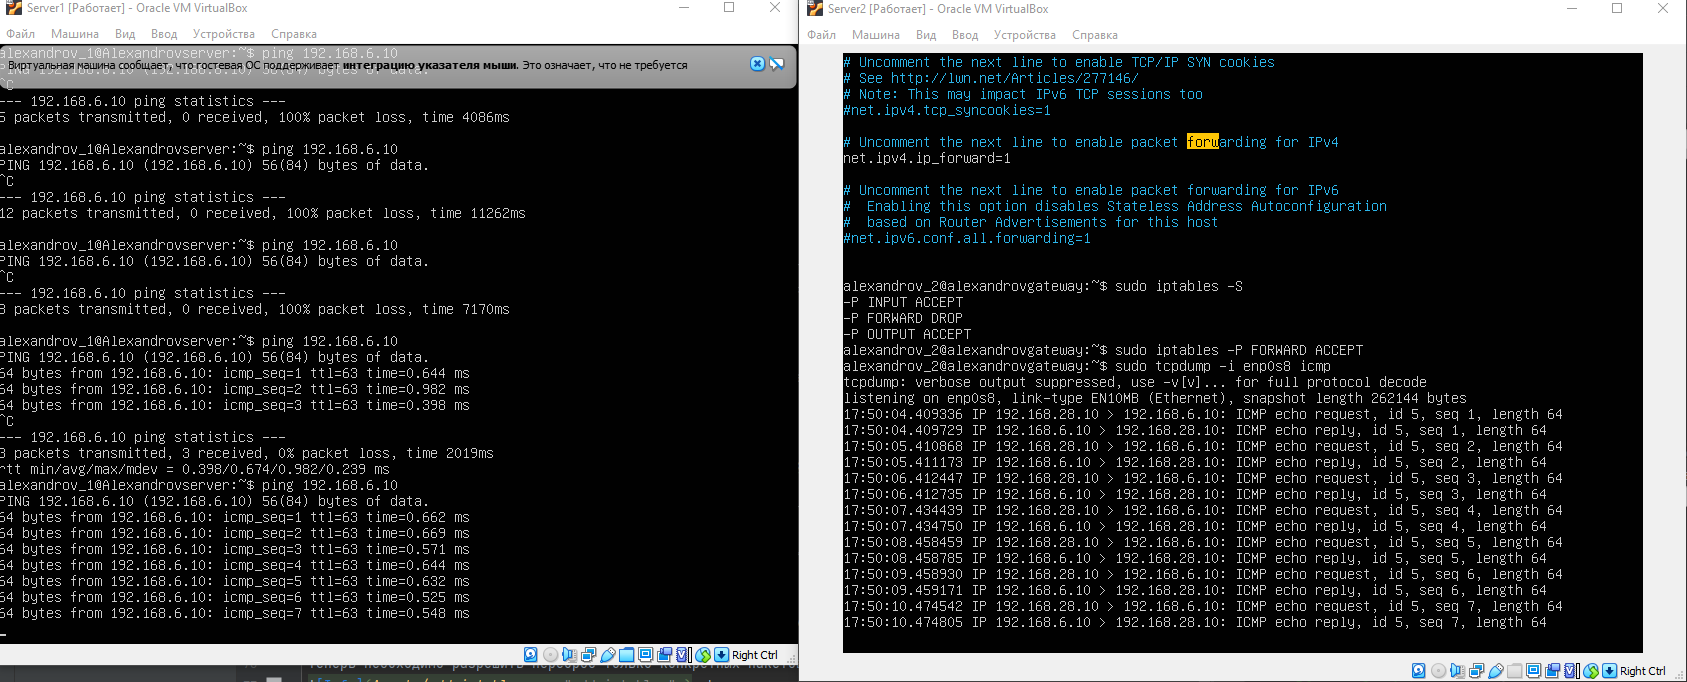 Server1 [Работает] - Oracle VM VirtualBox
Файл Машина Вид Ввод Устройства Справка
alexandrov_1@Alexandrovserver:~$ ping 192.168.6.10
Виртуальная машина сообщает, что гостевая ОС поддерживает интеграцию указателя мыши. Это означает, что не требуется
^C
--- 192.168.6.10 ping statistics ---
5 packets transmitted, 0 received, 100% packet loss, time 4086ms
alexandrov_1@Alexandrovserver:~$ ping 192.168.6.10
PING 192.168.6.10 (192.168.6.10) 56(84) bytes of data.
^C
--- 192.168.6.10 ping statistics ---
12 packets transmitted, 0 received, 100% packet loss, time 11262ms
alexandrov_1@Alexandrovserver:~$ ping 192.168.6.10
PING 192.168.6.10 (192.168.6.10) 56(84) bytes of data.
^C
--- 192.168.6.10 ping statistics ---
8 packets transmitted, 0 received, 100% packet loss, time 7170ms
alexandrov_1@Alexandrovserver:~$ ping 192.168.6.10
PING 192.168.6.10 (192.168.6.10) 56(84) bytes of data.
64 bytes from 192.168.6.10: icmp_seq=1 ttl=63 time=0.644 ms
64 bytes from 192.168.6.10: icmp_seq=2 ttl=63 time=0.982 ms
64 bytes from 192.168.6.10: icmp_seq=3 ttl=63 time=0.398 ms
^C
--- 192.168.6.10 ping statistics ---
3 packets transmitted, 3 received, 0% packet loss, time 2019ms
rtt min/avg/max/mdev = 0.398/0.674/0.982/0.239 ms
alexandrov_1@Alexandrovserver:~$ ping 192.168.6.10
PING 192.168.6.10 (192.168.6.10) 56(84) bytes of data.
64 bytes from 192.168.6.10: icmp_seq=1 ttl=63 time=0.662 ms
64 bytes from 192.168.6.10: icmp_seq=2 ttl=63 time=0.669 ms
64 bytes from 192.168.6.10: icmp_seq=3 ttl=63 time=0.571 ms
64 bytes from 192.168.6.10: icmp_seq=4 ttl=63 time=0.644 ms
64 bytes from 192.168.6.10: icmp_seq=5 ttl=63 time=0.632 ms
64 bytes from 192.168.6.10: icmp_seq=6 ttl=63 time=0.525 ms
64 bytes from 192.168.6.10: icmp_seq=7 ttl=63 time=0.548 ms
Right Ctrl
Server2 [Работает] - Oracle VM VirtualBox
Файл Машина Вид Ввод Устройства Справка
# Uncomment the next line to enable TCP/IP SYN cookies
# See http://lwn.net/Articles/277146/
# Note: This may impact IPv6 TCP sessions too
#net.ipv4.tcp_syncookies=1
# Uncomment the next line to enable packet forwarding for IPv4
net.ipv4.ip_forward=1
# Uncomment the next line to enable packet forwarding for IPv6
#  Enabling this option disables Stateless Address Autoconfiguration
#  based on Router Advertisements for this host
#net.ipv6.conf.all.forwarding=1
alexandrov_2@alexandrovgateway:~$ sudo iptables -S
-P INPUT ACCEPT
-P FORWARD DROP
-P OUTPUT ACCEPT
alexandrov_2@alexandrovgateway:~$ sudo iptables -P FORWARD ACCEPT
alexandrov_2@alexandrovgateway:~$ sudo tcpdump -i enp0s8 icmp
tcpdump: verbose output suppressed, use -v[v]... for full protocol decode
listening on enp0s8, link-type EN10MB (Ethernet), snapshot length 262144 bytes
17:50:04.409336 IP 192.168.28.10 > 192.168.6.10: ICMP echo request, id 5, seq 1, length 64
17:50:04.409729 IP 192.168.6.10 > 192.168.28.10: ICMP echo reply, id 5, seq 1, length 64
17:50:05.410868 IP 192.168.28.10 > 192.168.6.10: ICMP echo request, id 5, seq 2, length 64
17:50:05.411173 IP 192.168.6.10 > 192.168.28.10: ICMP echo reply, id 5, seq 2, length 64
17:50:06.412447 IP 192.168.28.10 > 192.168.6.10: ICMP echo request, id 5, seq 3, length 64
17:50:06.412735 IP 192.168.6.10 > 192.168.28.10: ICMP echo reply, id 5, seq 3, length 64
17:50:07.434439 IP 192.168.28.10 > 192.168.6.10: ICMP echo request, id 5, seq 4, length 64
17:50:07.434750 IP 192.168.6.10 > 192.168.28.10: ICMP echo reply, id 5, seq 4, length 64
17:50:08.458459 IP 192.168.28.10 > 192.168.6.10: ICMP echo request, id 5, seq 5, length 64
17:50:08.458785 IP 192.168.6.10 > 192.168.28.10: ICMP echo reply, id 5, seq 5, length 64
17:50:09.458930 IP 192.168.28.10 > 192.168.6.10: ICMP echo request, id 5, seq 6, length 64
17:50:09.459171 IP 192.168.6.10 > 192.168.28.10: ICMP echo reply, id 5, seq 6, length 64
17:50:10.474542 IP 192.168.28.10 > 192.168.6.10: ICMP echo request, id 5, seq 7, length 64
17:50:10.474805 IP 192.168.6.10 > 192.168.28.10: ICMP echo reply, id 5, seq 7, length 64
Right Ctrl